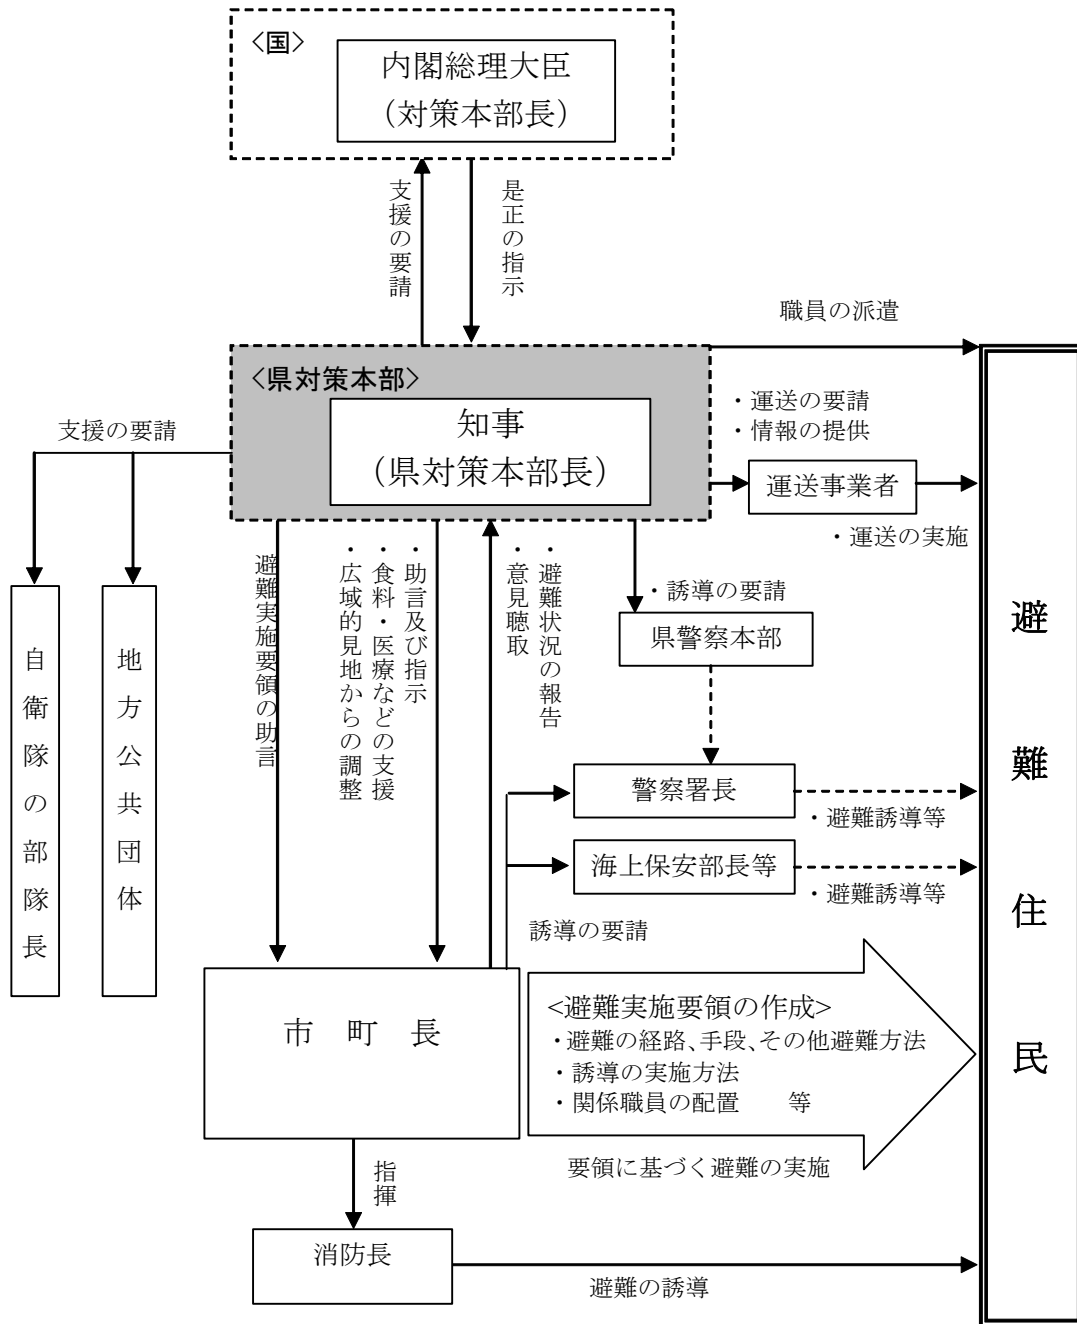 〈国〉
内閣総理大臣
（対策本部長）
支援の要請
是正の指示
職員の派遣
〈県対策本部〉
知事
（県対策本部長）
支援の要請
・運送の要請
・情報の提供
運送事業者
・運送の実施
自衛隊の部隊長
地方公共団体
避難実施要領の助言
・助言及び指示
・食料・医療などの支援
・広域的見地からの調整
・避難状況の報告
・意見聴取
・誘導の要請
県警察本部
警察署長
・避難誘導等
海上保安部長等
・避難誘導等
誘導の要請
市町長
<避難実施要領の作成>
・避難の経路、手段、その他避難方法
・誘導の実施方法
・関係職員の配置　等
要領に基づく避難の実施
指揮
消防長
避難の誘導
避難住民